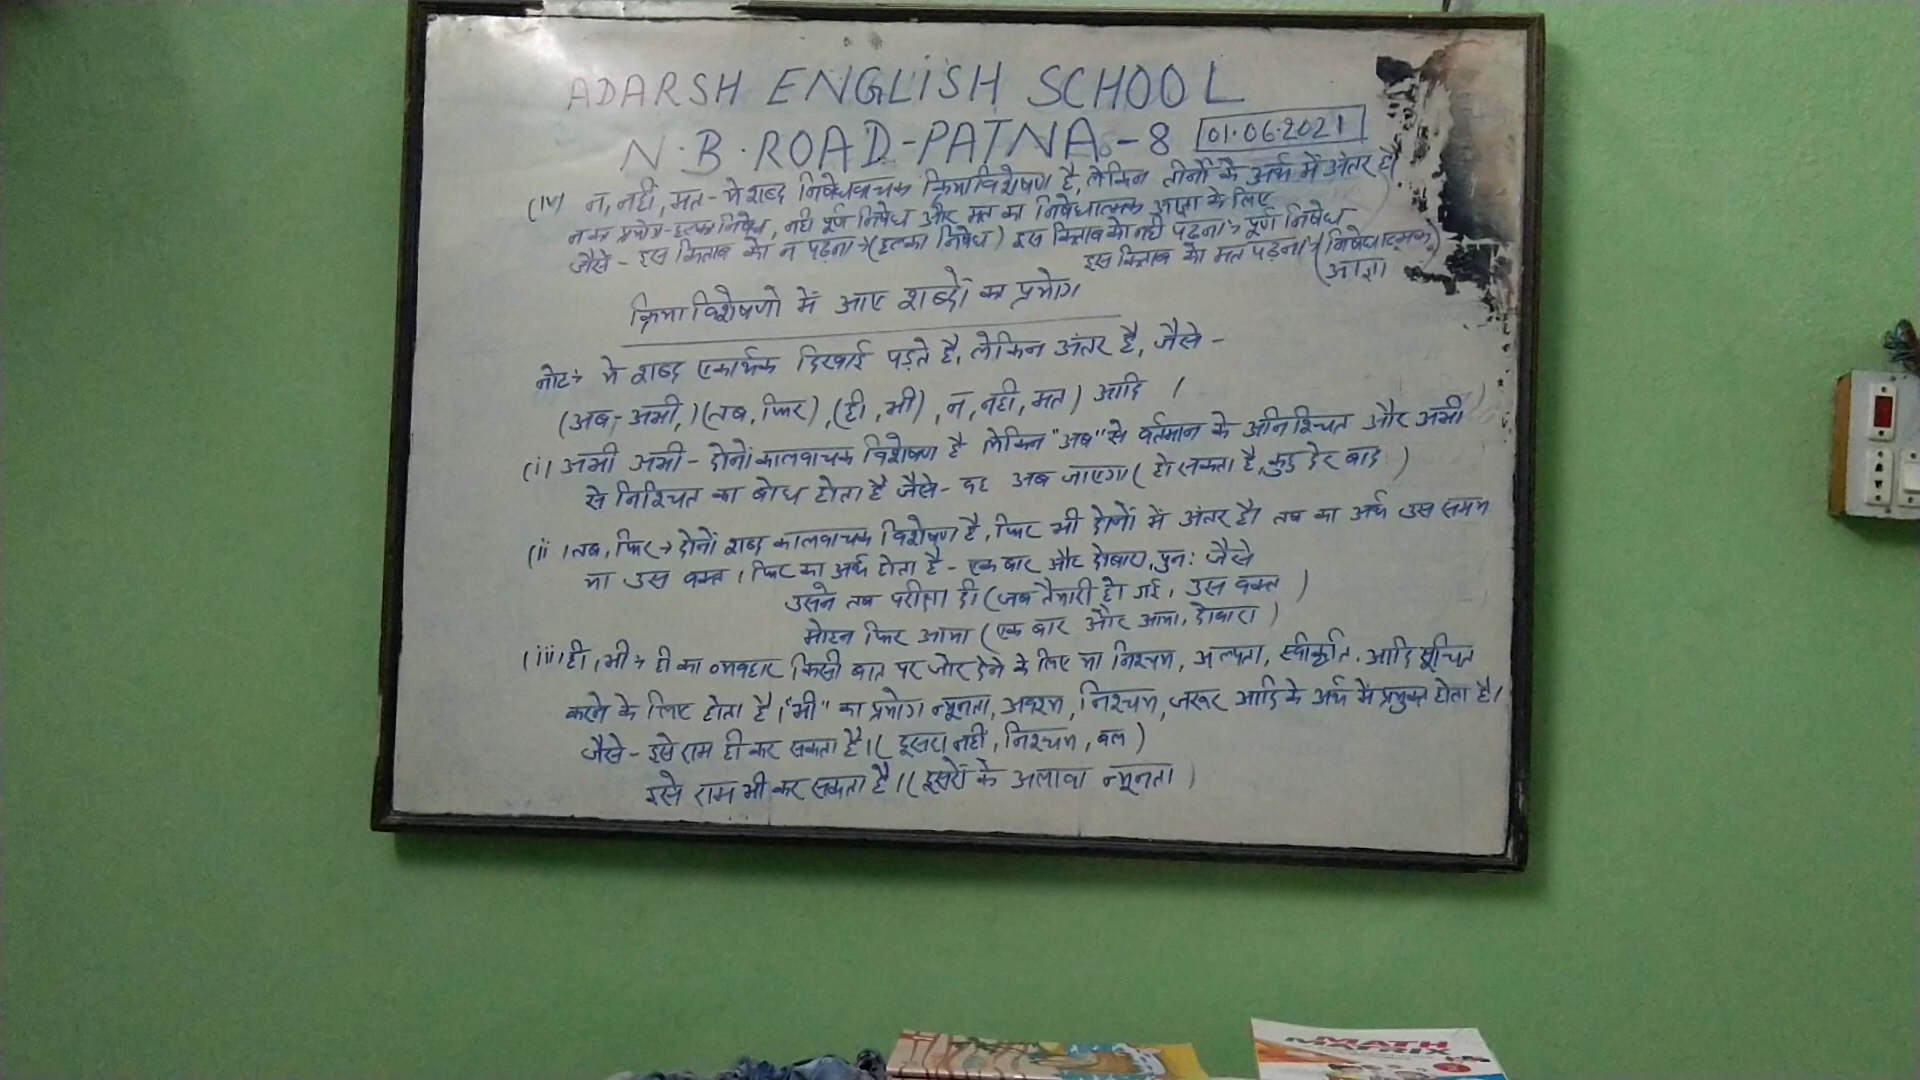 ADARSH ENGLISH SCHOOL
N.B.ROAD-PATNA-8 01.06.2021
(iv) न, नहीं, मत - ये शब्द निषेधवाचक क्रियाविशेषण है, लेकिन तीनों के अर्थ में अंतर है।
न का प्रयोग - हल्का निषेध, नहीं पूर्ण निषेध और मत का निषेधात्मक आज्ञा के लिए
जैसे - इस किताब को न पढ़ना → (हल्का निषेध) इस किताब को नहीं पढ़ना → पूर्ण निषेध
इस किताब को मत पढ़ना → (निषेधात्मक आज्ञा)
क्रियाविशेषणों में आए शब्दों का प्रयोग
नोट → ये शब्द एकार्थक दिखाई पड़ते है, लेकिन अंतर है, जैसे -
(अब - अभी,) (तब, फिर), (ही, भी), न, नहीं, मत) आदि ।
(i) अभी अभी - दोनों कालवाचक विशेषण है लेकिन "अब" से वर्तमान के अनिश्चित और अभी
से निश्चित का बोध होता है जैसे - वह अब जाएगा (हो सकता है, कुछ देर बाद)
(ii) तब, फिर → दोनों शब्द कालवाचक विशेषण है, फिर भी दोनों में अंतर है। तब का अर्थ उस समय
या उस वक्त । फिर का अर्थ होता है - एक बार और दोबारा, पुनः जैसे
उसने तब परीक्षा दी (जब तैयारी हो गई, उस वक्त)
मोहन फिर आया (एक बार और आया, दोबारा)
(iii) ही, भी → ही का व्यवहार किसी बात पर जोर देने के लिए या निश्चय, अल्पता, स्वीकृति, आदि सूचित
करने के लिए होता है। "भी" का प्रयोग न्यूनता, अवश्य, निश्चय, जरूर आदि के अर्थ में प्रयुक्त होता है।
जैसे - इसे राम ही कर सकता है। (दूसरा नहीं, निश्चय, बल)
इसे राम भी कर सकता है। (दूसरों के अलावा न्यूनता)
MATH
MATRIX
2